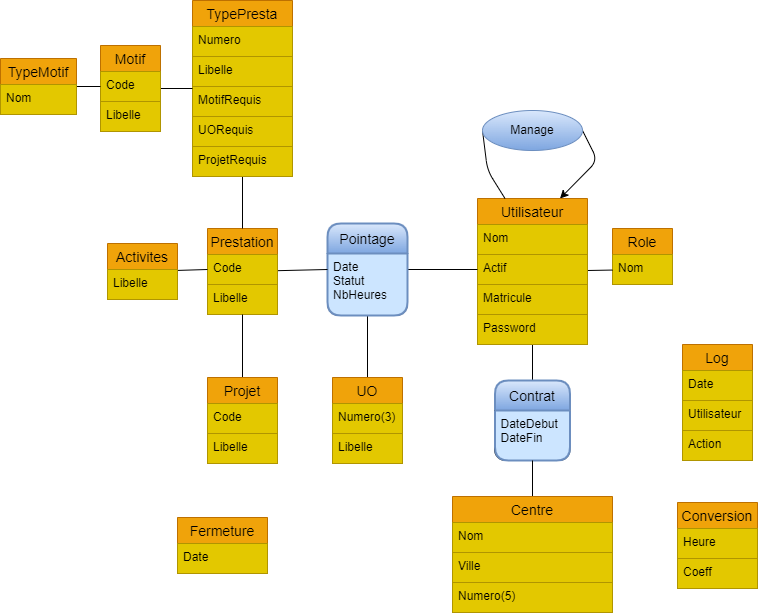 TypePresta
Numero
Libelle
MotifRequis
UORequis
ProjetRequis
Motif
Code
Libelle
TypeMotif
Nom
Manage
Utilisateur
Nom
Actif
Matricule
Password
Role
Nom
Pointage
Date
Statut
NbHeures
Prestation
Code
Libelle
Activites
Libelle
Projet
Code
Libelle
UO
Numero(3)
Libelle
Contrat
DateDebut
DateFin
Log
Date
Utilisateur
Action
Centre
Nom
Ville
Numero(5)
Conversion
Heure
Coeff
Fermeture
Date